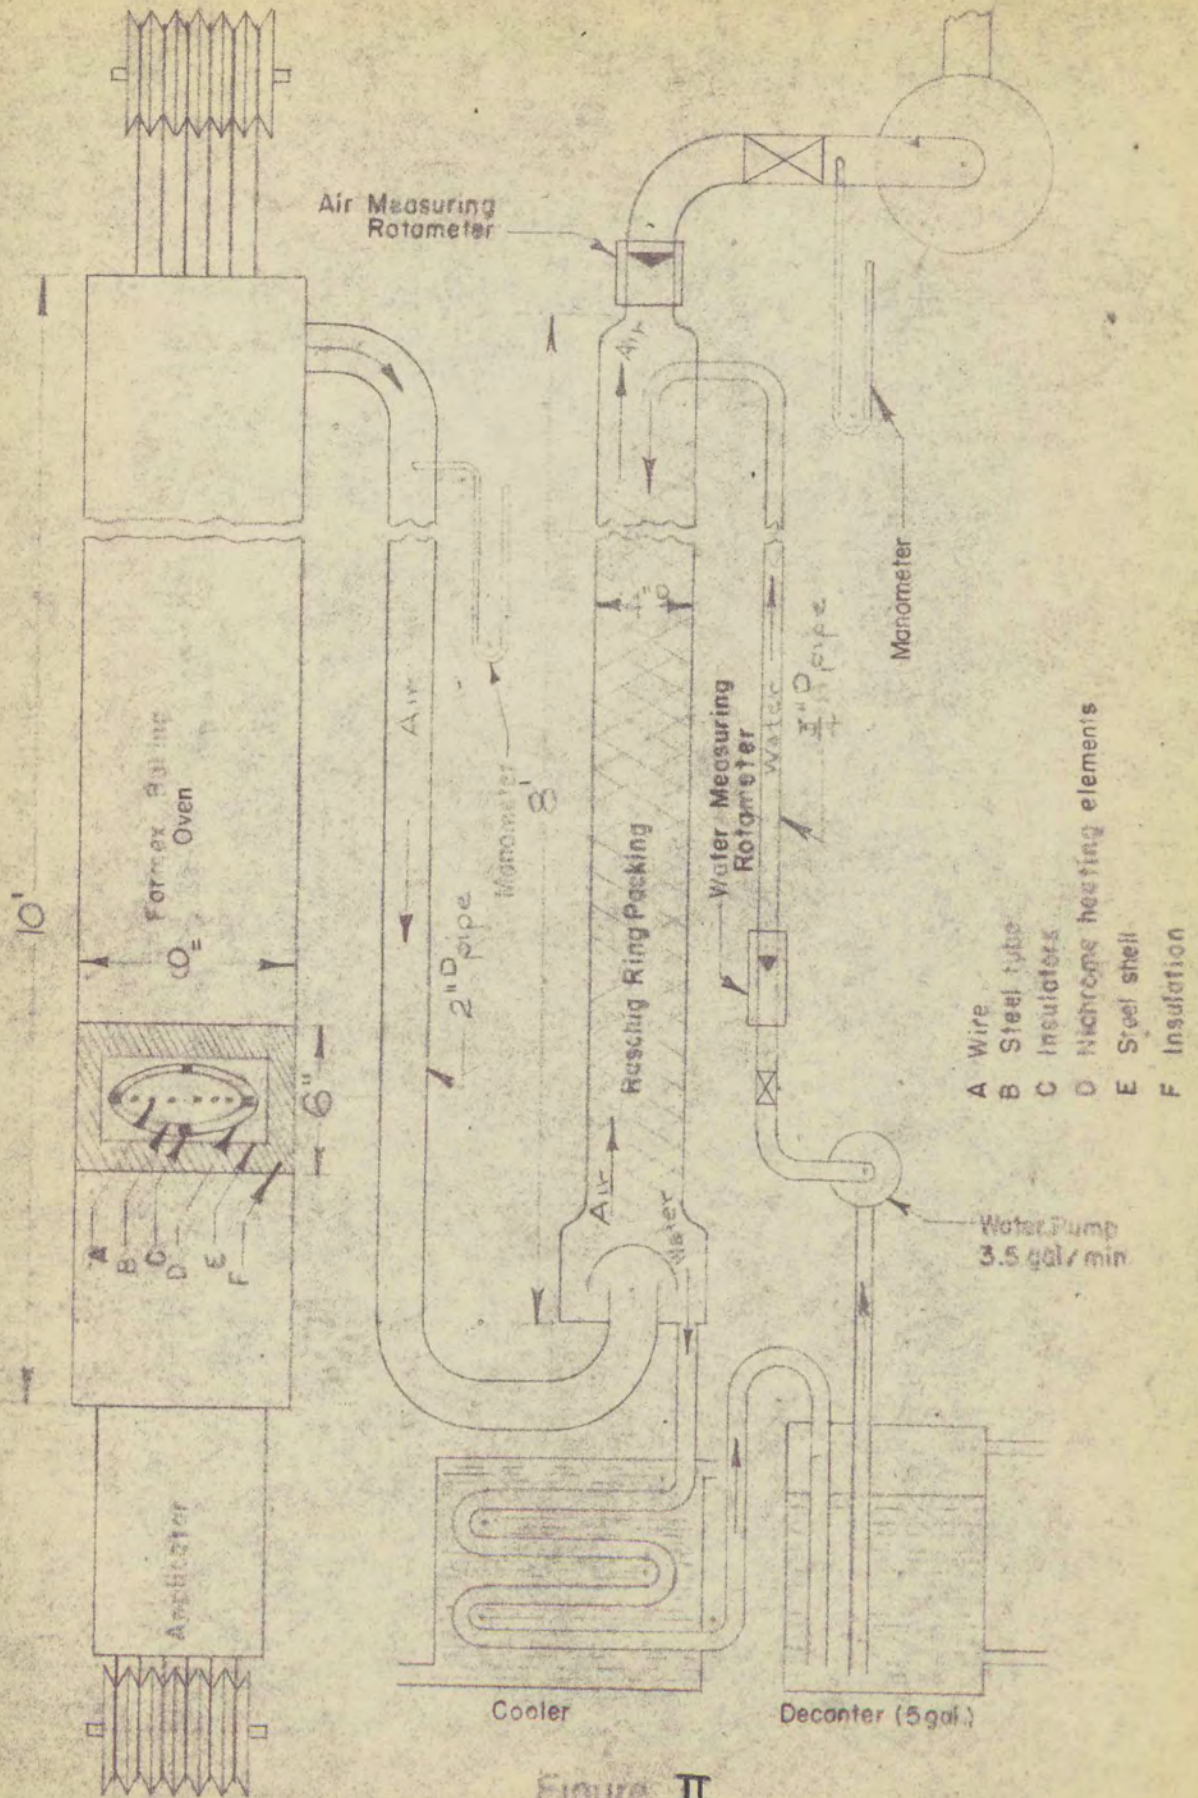 Air Measuring
Rotameter
Air
10'
8"
Formex Baking
Oven
Air
Manometer
8'
2"D pipe
4"D
Raschig Ring Packing
Water Measuring
Rotameter
Water
pipe
Manometer
6"
A
B
C
D
E
F
Air
Water
A Wire
B Steel tube
C Insulators
D Nichrome heating elements
E Steel shell
F Insulation
Water Pump
3.5 gal/min
Applicator
Cooler
Decanter (5 gal.)
Figure II